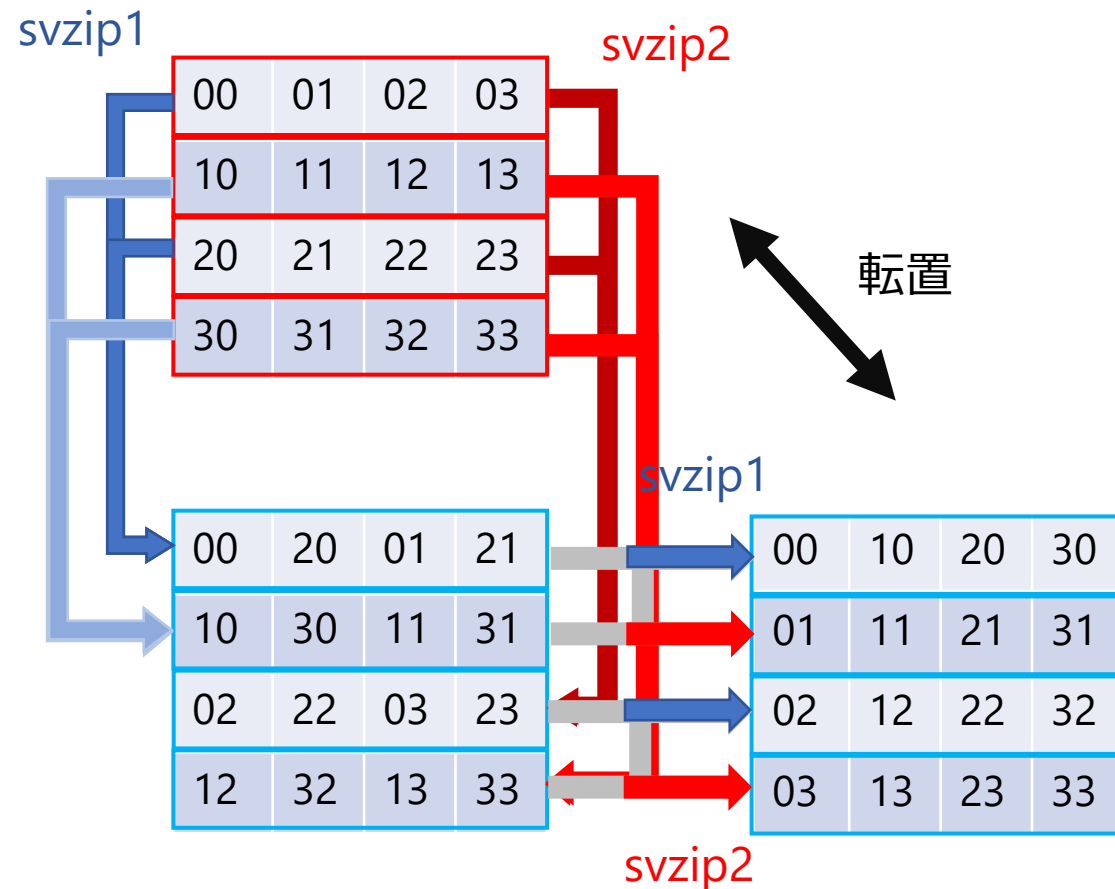 svzip1
svzip2
00 01 02 03
10 11 12 13
20 21 22 23
30 31 32 33
転置
svzip1
00 20 01 21
10 30 11 31
02 22 03 23
12 32 13 33
00 10 20 30
01 11 21 31
02 12 22 32
03 13 23 33
svzip2